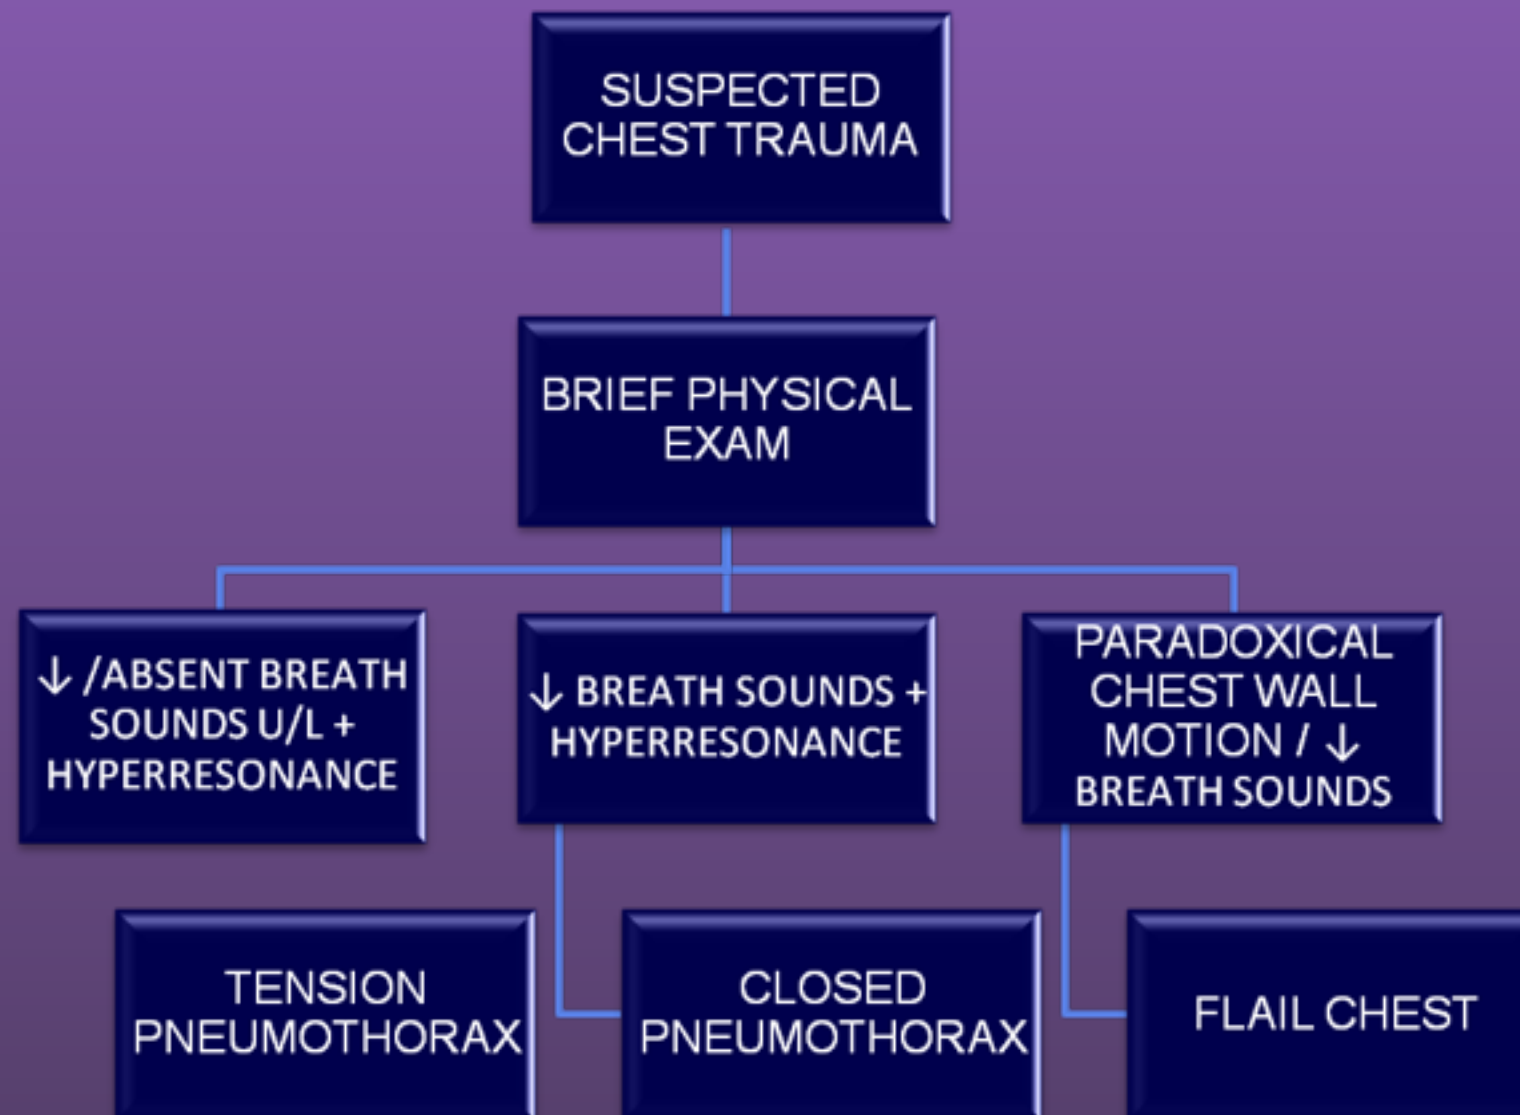 SUSPECTED
CHEST TRAUMA
BRIEF PHYSICAL
EXAM
↓ /ABSENT BREATH
SOUNDS U/L +
HYPERRESONANCE
↓ BREATH SOUNDS +
HYPERRESONANCE
PARADOXICAL
CHEST WALL
MOTION / ↓
BREATH SOUNDS
TENSION
PNEUMOTHORAX
CLOSED
PNEUMOTHORAX
FLAIL CHEST